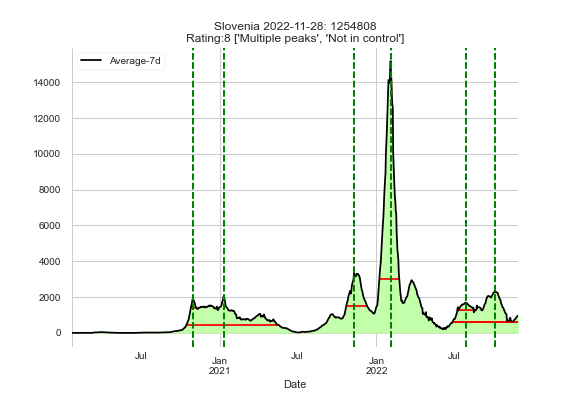 Slovenia 2022-11-28: 1254808
Rating:8 ['Multiple peaks', 'Not in control']
Average-7d
14000
12000
10000
8000
6000
4000
2000
0
Jul
Jan
2021
Jul
Jan
2022
Jul
Date